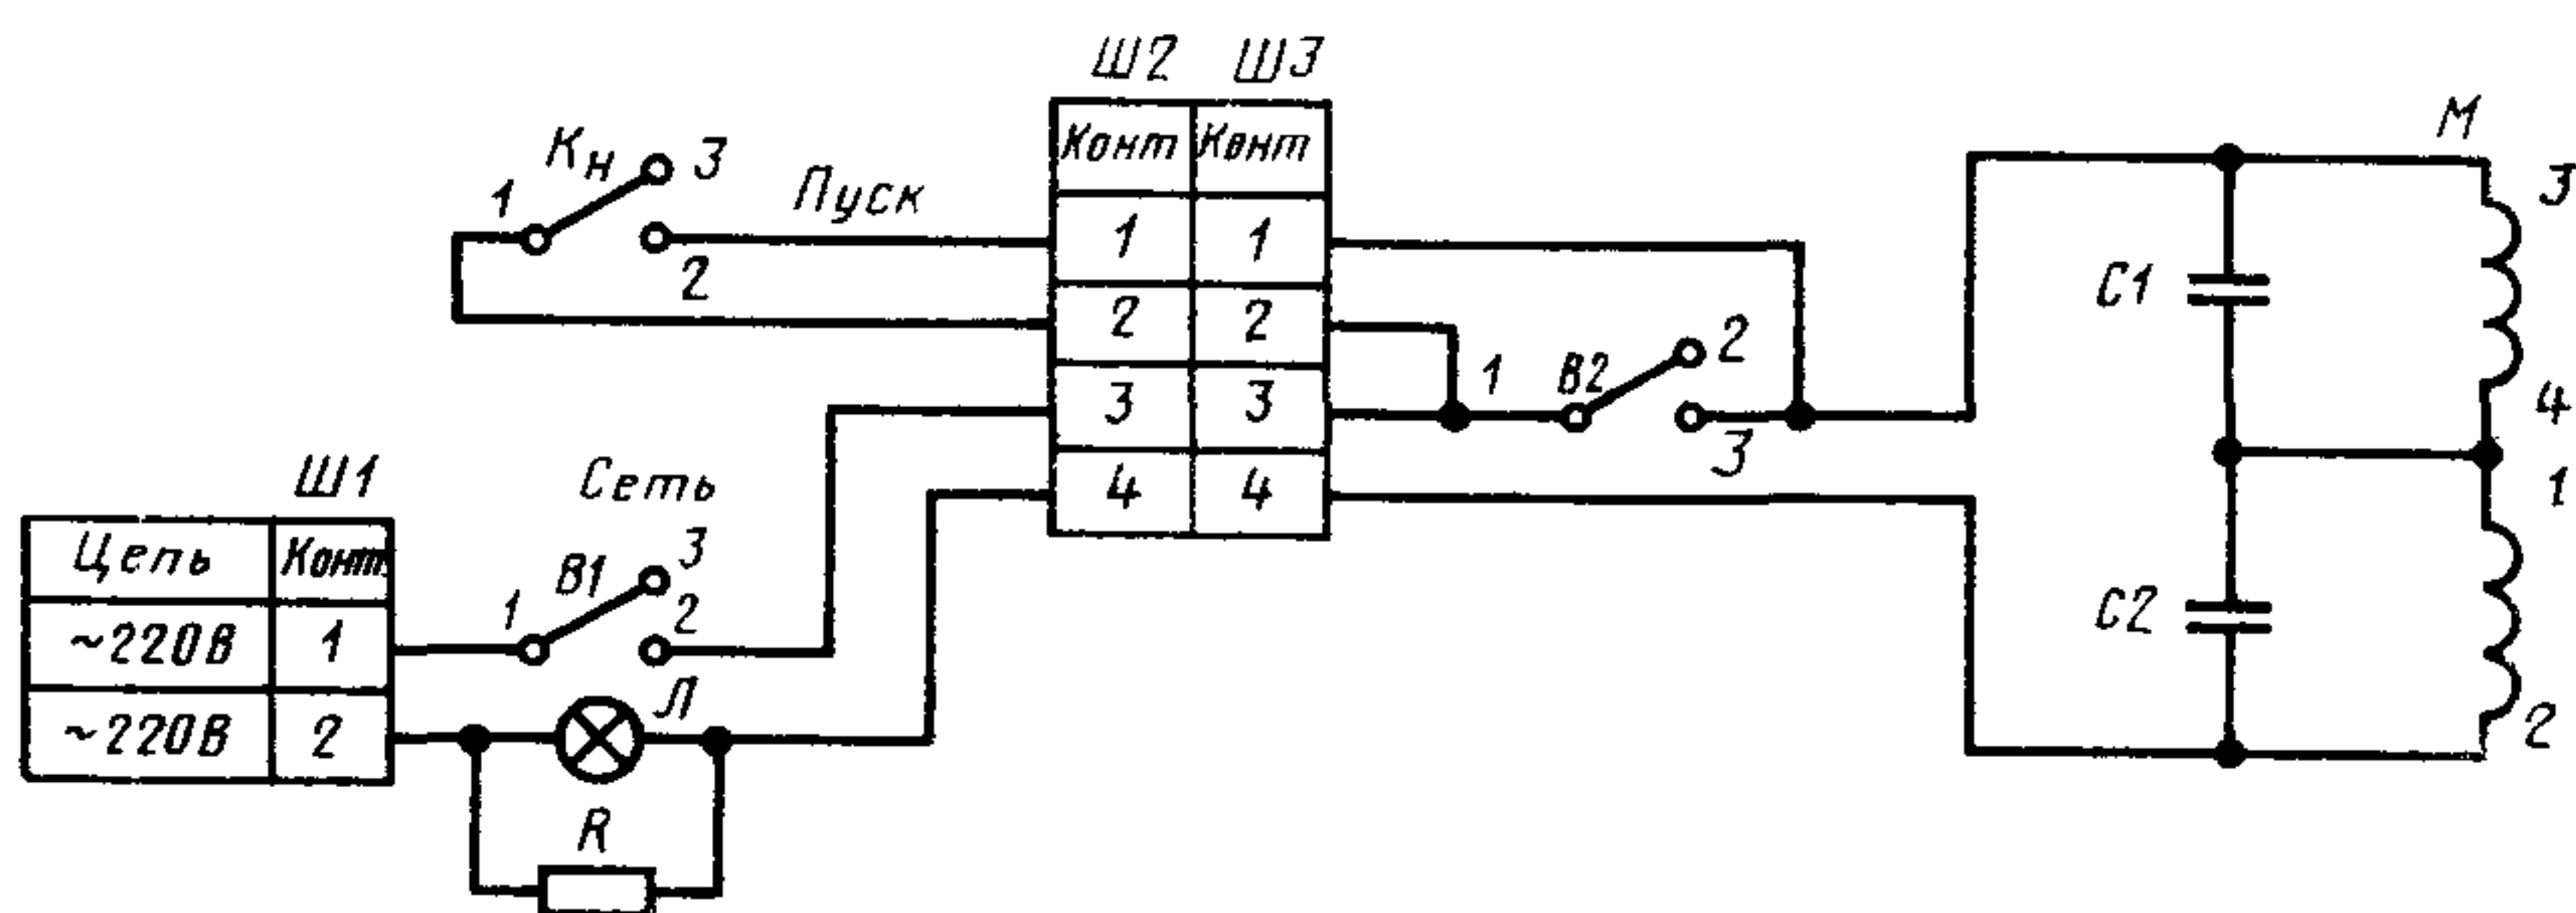 Ш2 Ш3
Конт Конт
1 1
2 2
3 3
4 4
Кн
1
3
2
Пуск
Ш1
Цепь Конт.
~220В 1
~220В 2
Сеть
1
В1
3
2
Л
R
1
В2
2
3
М
С1
С2
3
4
1
2